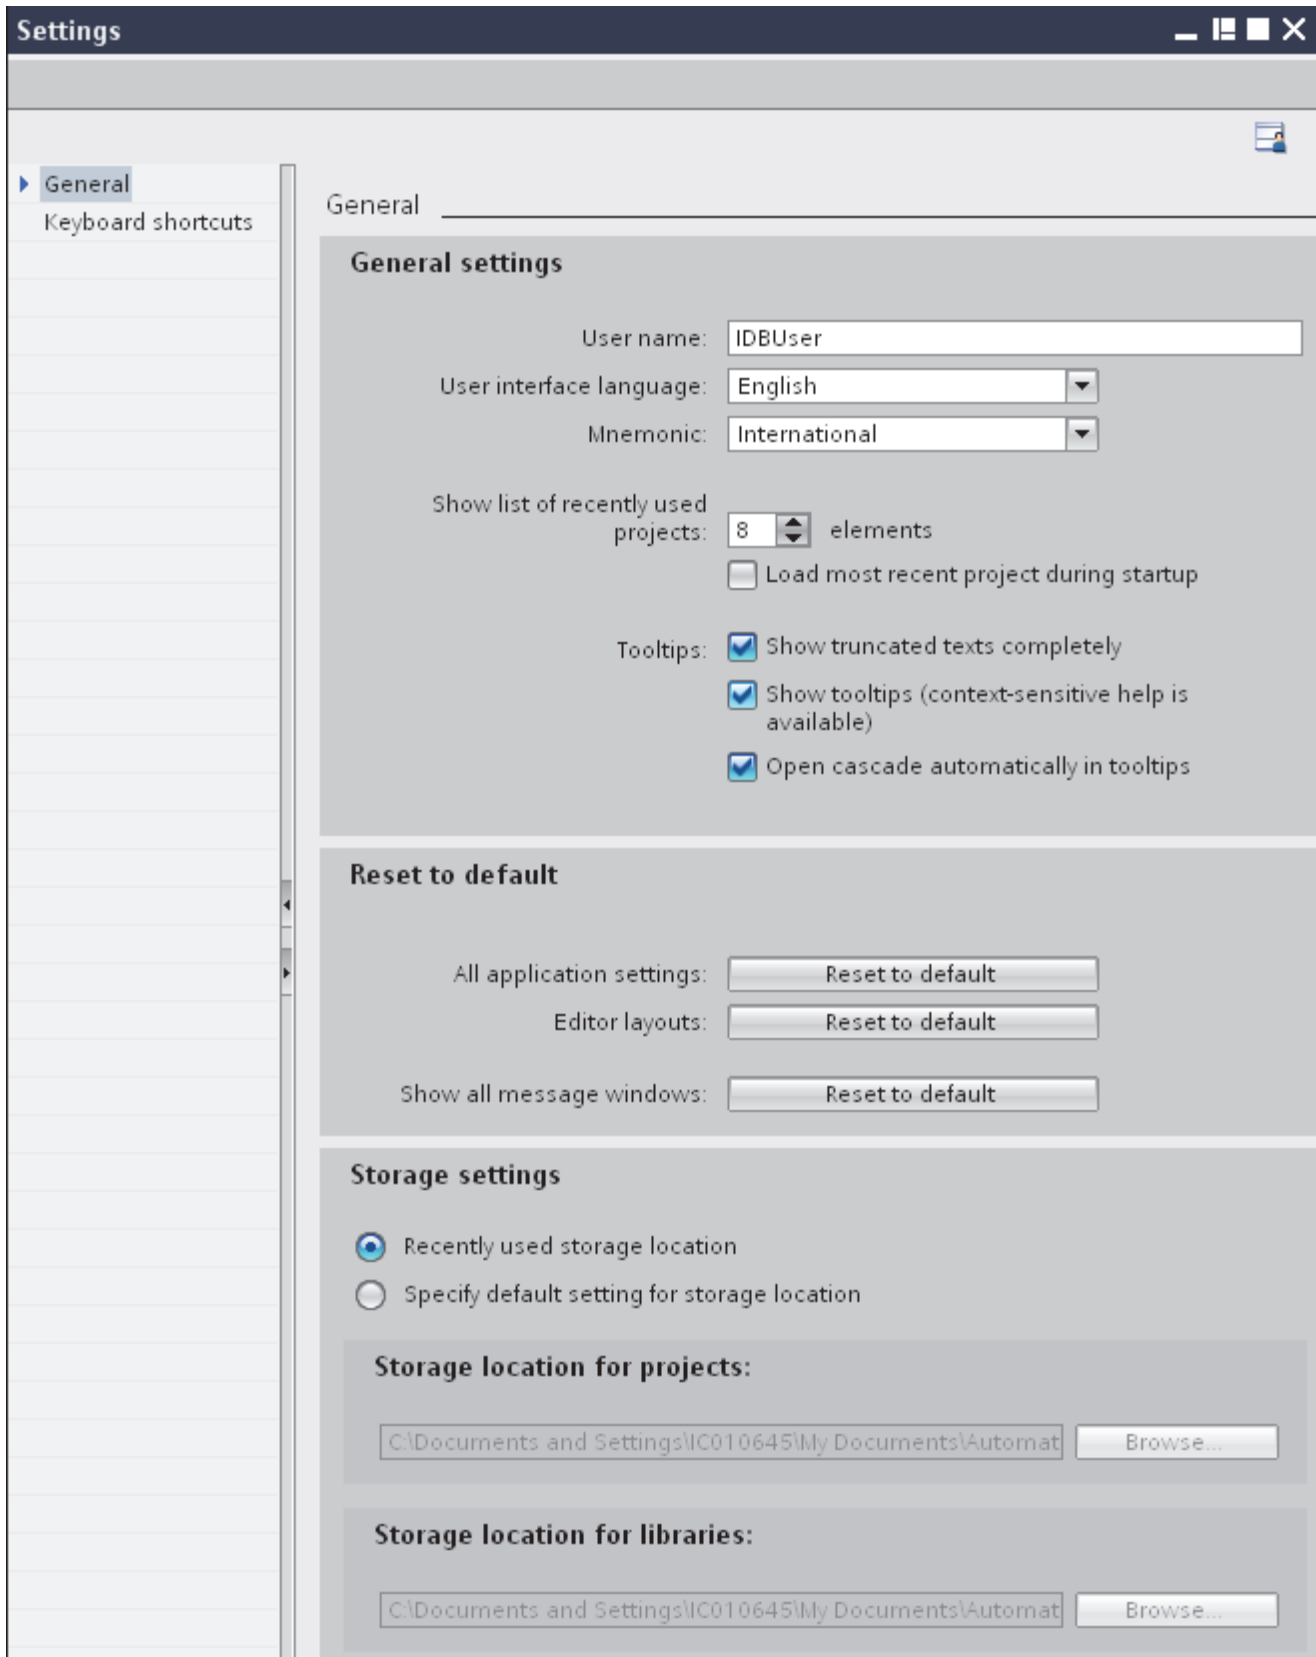 Settings
General
Keyboard shortcuts
General
General settings
User name: IDBUser
User interface language: English
Mnemonic: International
Show list of recently used
projects: 8 elements
Load most recent project during startup
Tooltips: Show truncated texts completely
Show tooltips (context-sensitive help is
available)
Open cascade automatically in tooltips
Reset to default
All application settings: Reset to default
Editor layouts: Reset to default
Show all message windows: Reset to default
Storage settings
Recently used storage location
Specify default setting for storage location
Storage location for projects:
C:\Documents and Settings\IC010645\My Documents\Automat Browse...
Storage location for libraries:
C:\Documents and Settings\IC010645\My Documents\Automat Browse...